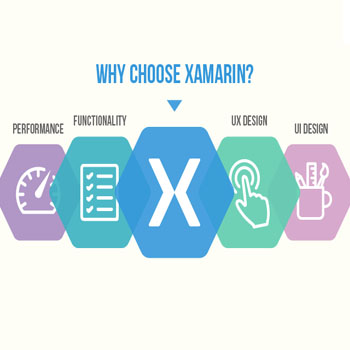 WHY CHOOSE XAMARIN?
PERFORMANCE
FUNCTIONALITY
X
UX DESIGN
UI DESIGN